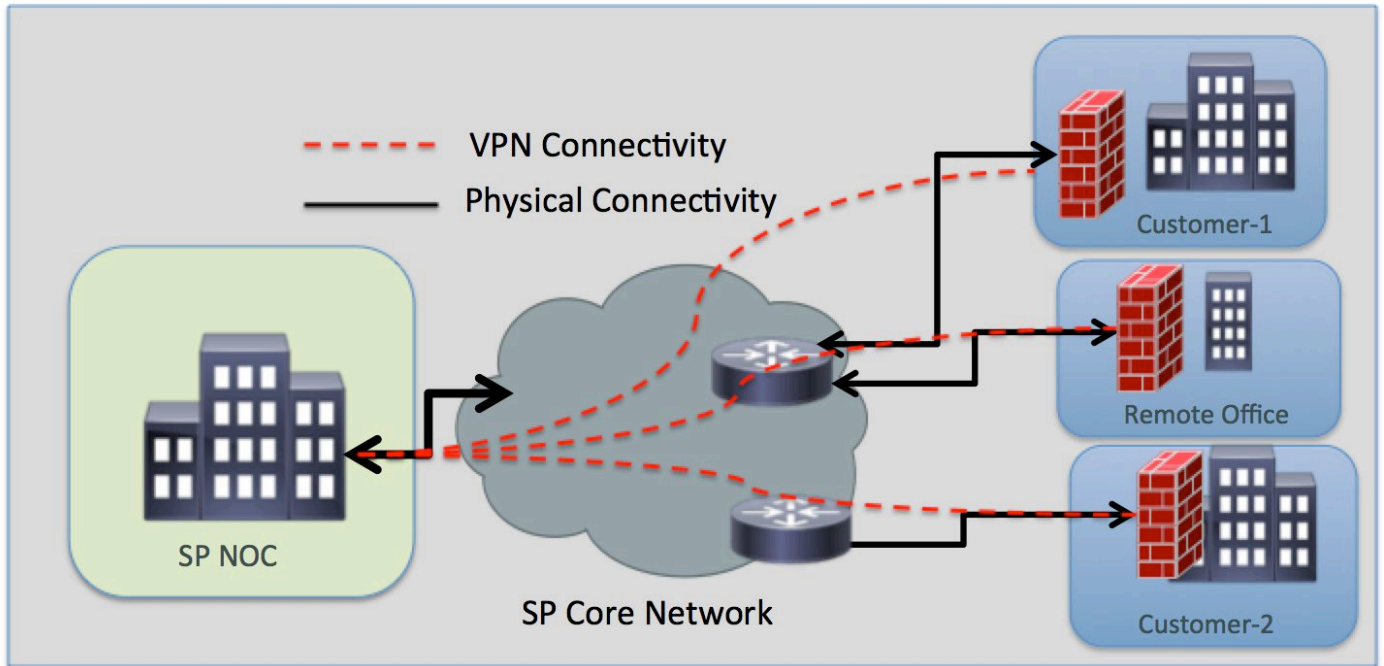 VPN Connectivity
Physical Connectivity
Customer-1
Remote Office
SP NOC
SP Core Network
Customer-2